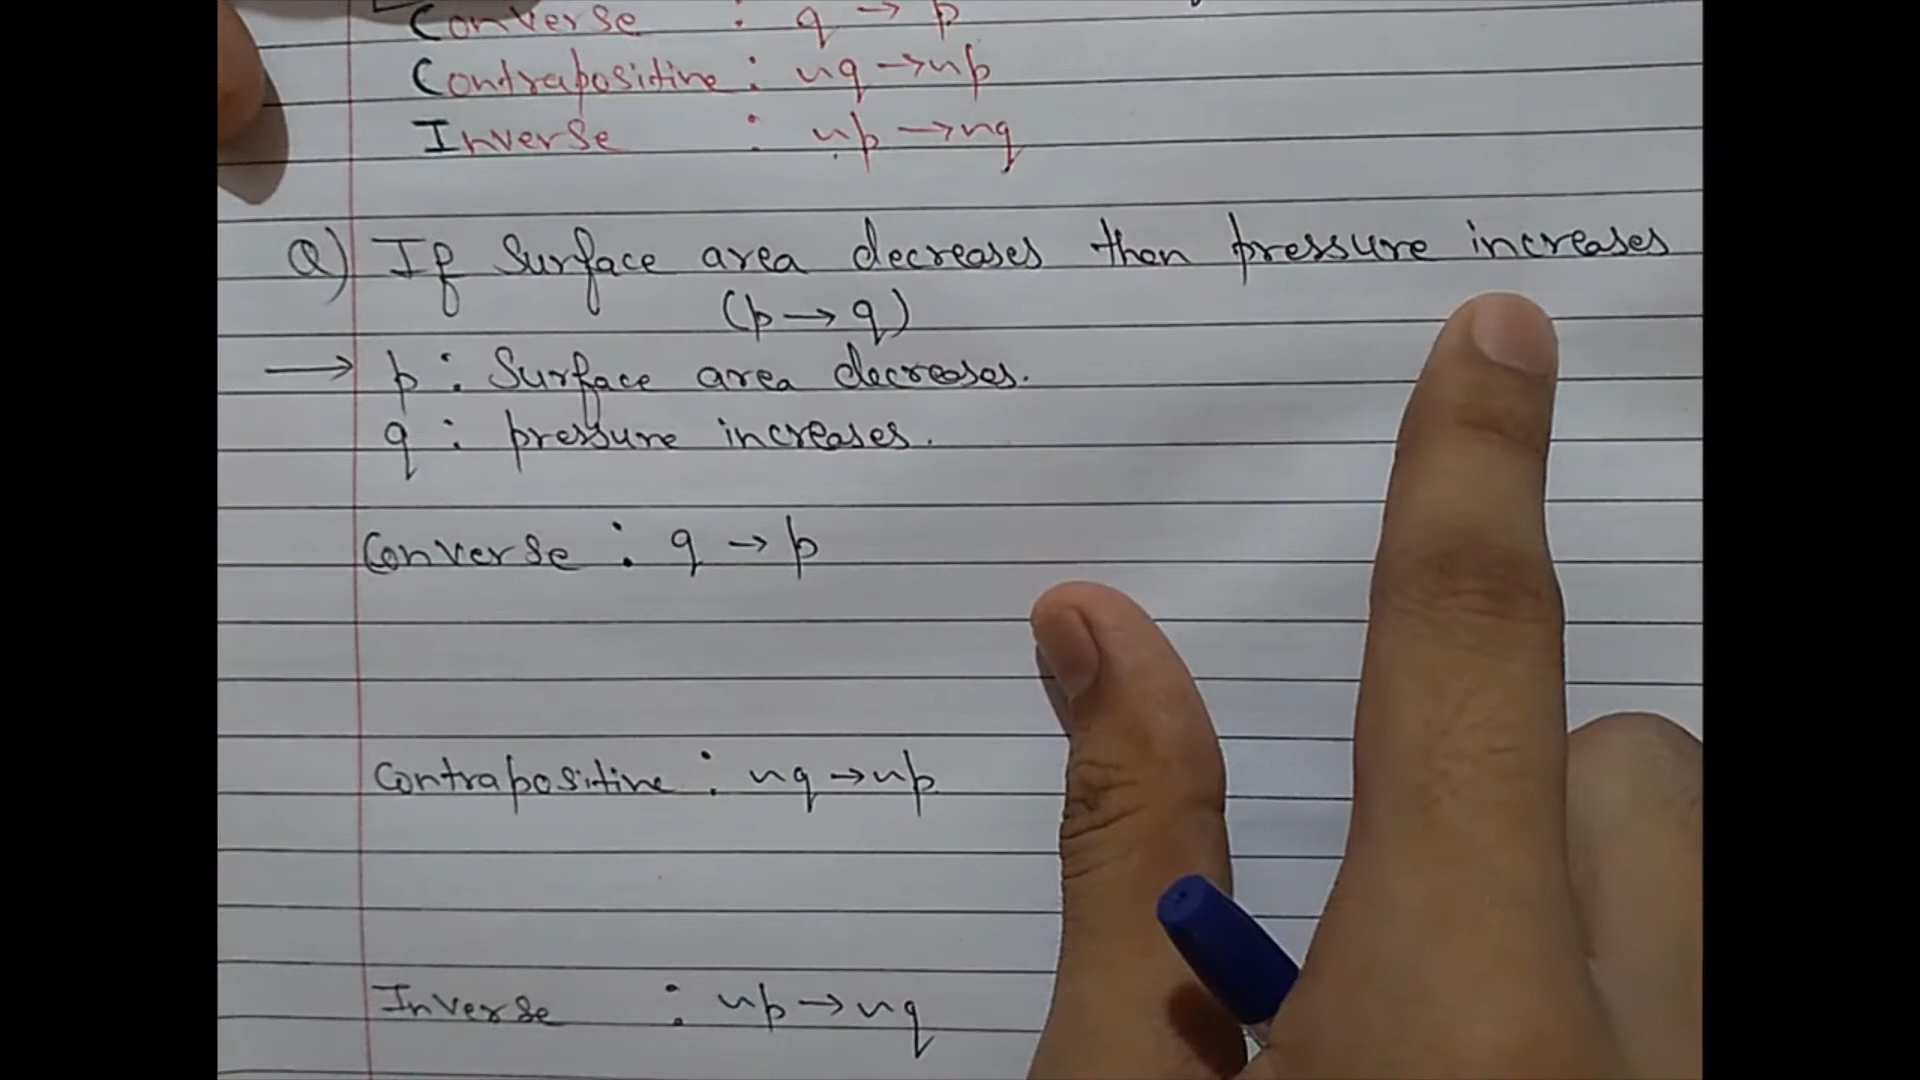 Converse : q → p
Contrapositive : ~q → ~p
Inverse : ~p → ~q
Q) If Surface area decreases then pressure increases
(p → q)
→ p : Surface area decreases.
q : pressure increases.
Converse : q → p
Contrapositive : ~q → ~p
Inverse : ~p → ~q